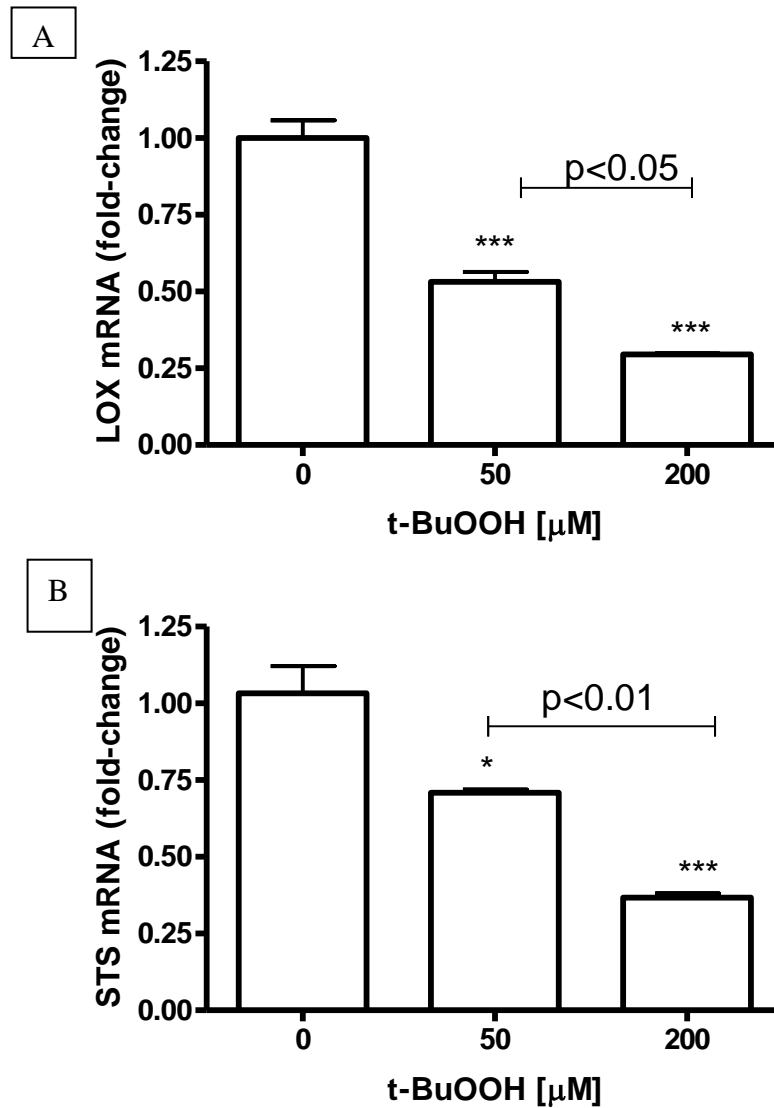 A
LOX mRNA (fold-change)
1.25
1.00
0.75
0.50
0.25
0.00
p<0.05
***
***
0 50 200
t-BuOOH [μM]
B
STS mRNA (fold-change)
1.25
1.00
0.75
0.50
0.25
0.00
p<0.01
*
***
0 50 200
t-BuOOH [μM]